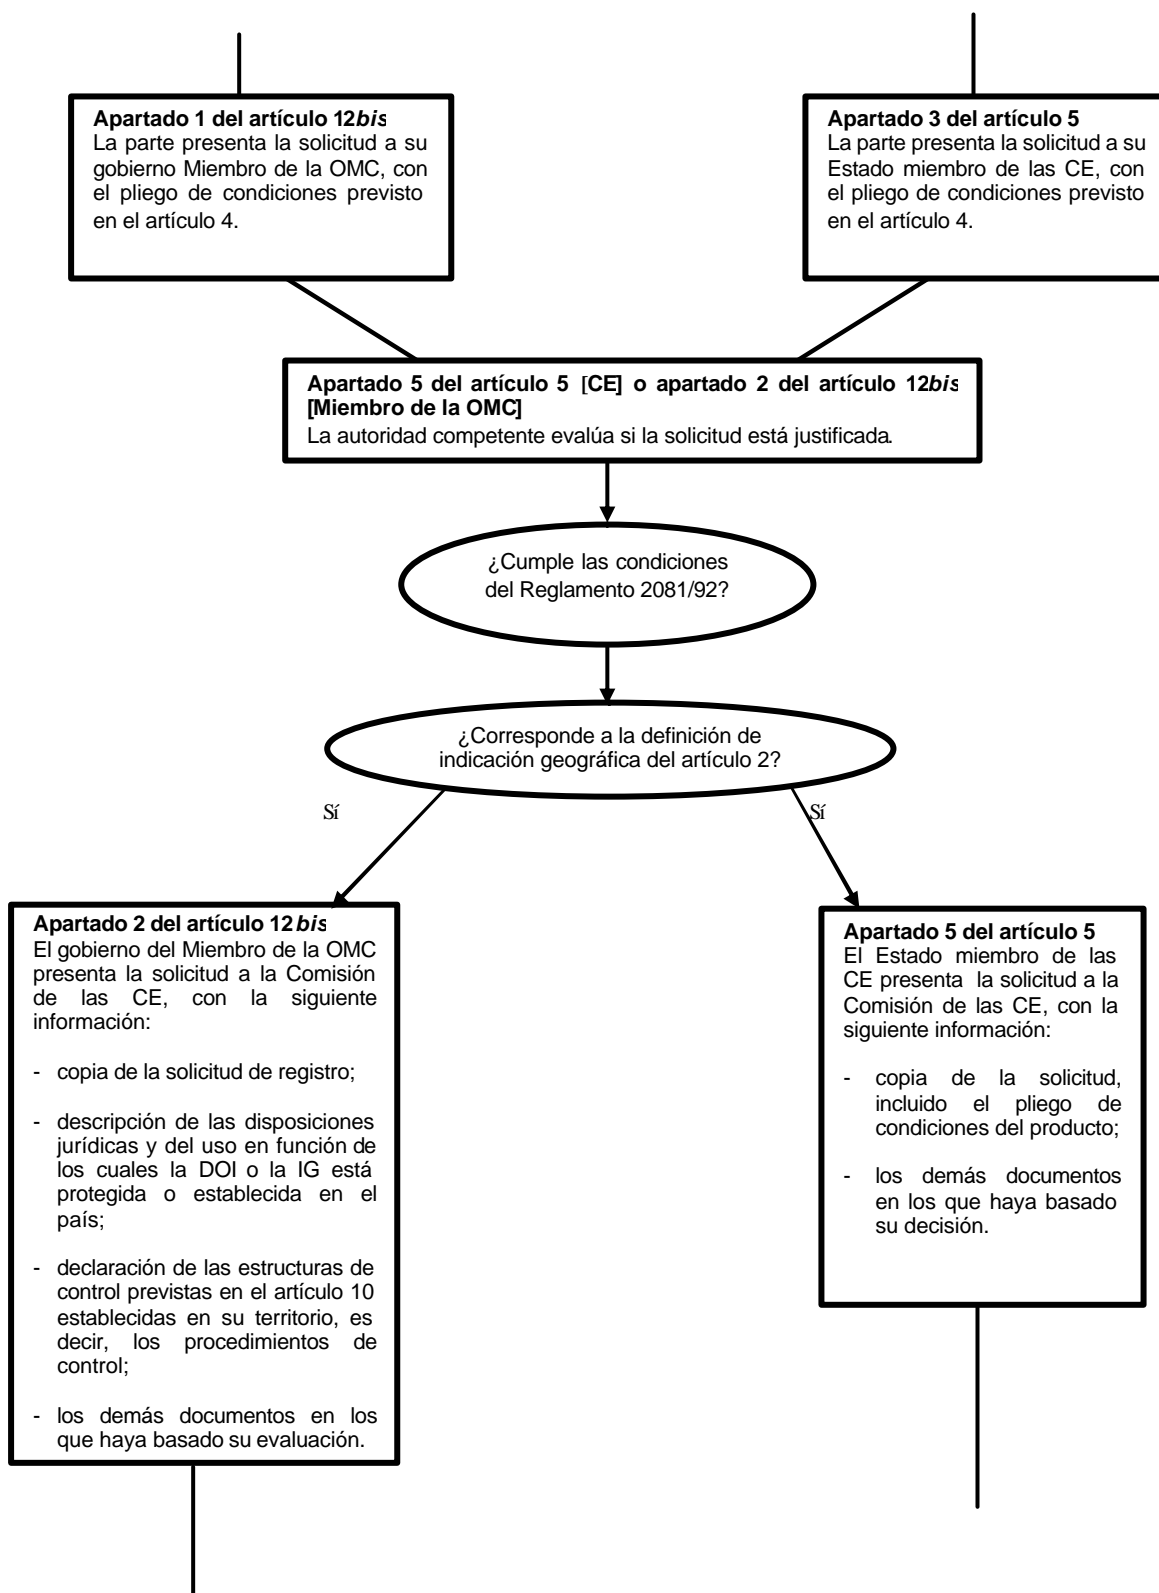 Apartado 1 del artículo 12bis
La parte presenta la solicitud a su
gobierno Miembro de la OMC, con
el pliego de condiciones previsto
en el artículo 4.
Apartado 3 del artículo 5
La parte presenta la solicitud a su
Estado miembro de las CE, con
el pliego de condiciones previsto
en el artículo 4.
Apartado 5 del artículo 5 [CE] o apartado 2 del artículo 12bis
[Miembro de la OMC]
La autoridad competente evalúa si la solicitud está justificada.
¿Cumple las condiciones
del Reglamento 2081/92?
¿Corresponde a la definición de
indicación geográfica del artículo 2?
Sí
Sí
Apartado 2 del artículo 12bis
El gobierno del Miembro de la OMC
presenta la solicitud a la Comisión
de las CE, con la siguiente
información:
- copia de la solicitud de registro;
- descripción de las disposiciones
jurídicas y del uso en función de
los cuales la DOI o la IG está
protegida o establecida en el
país;
- declaración de las estructuras de
control previstas en el artículo 10
establecidas en su territorio, es
decir, los procedimientos de
control;
- los demás documentos en los
que haya basado su evaluación.
Apartado 5 del artículo 5
El Estado miembro de las
CE presenta la solicitud a la
Comisión de las CE, con la
siguiente información:
- copia de la solicitud,
incluido el pliego de
condiciones del producto;
- los demás documentos
en los que haya basado
su decisión.